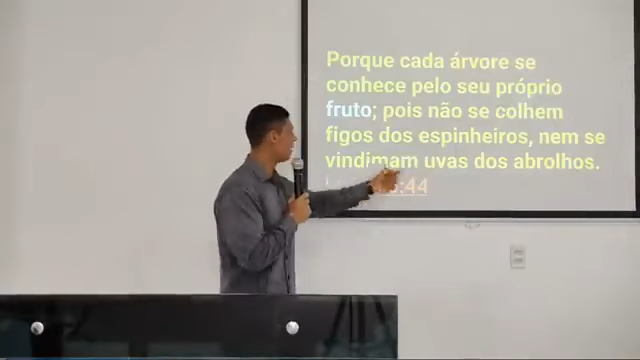 Porque cada árvore se
conhece pelo seu próprio
fruto; pois não se colhem
figos dos espinheiros, nem se
vindimam uvas dos abrolhos.
:44